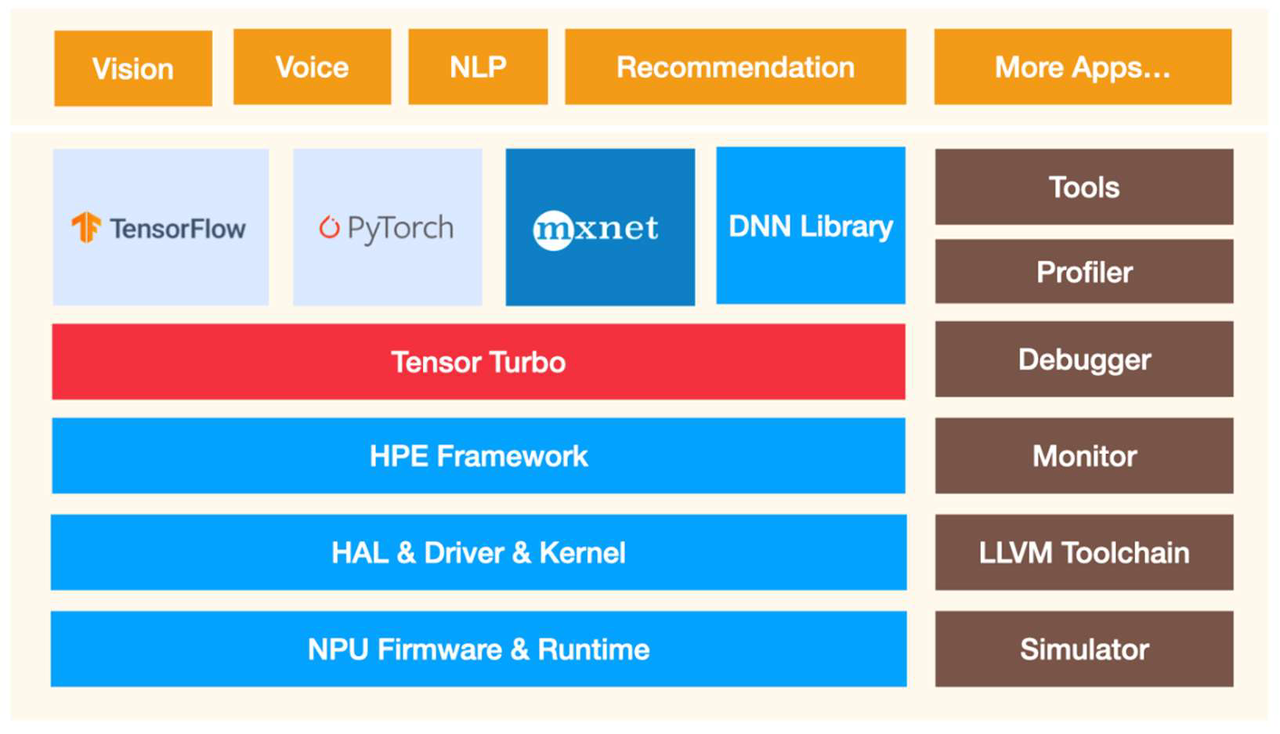 Vision
Voice
NLP
Recommendation
More Apps...
TensorFlow
PyTorch
mxnet
DNN Library
Tools
Profiler
Tensor Turbo
Debugger
HPE Framework
Monitor
HAL & Driver & Kernel
LLVM Toolchain
NPU Firmware & Runtime
Simulator